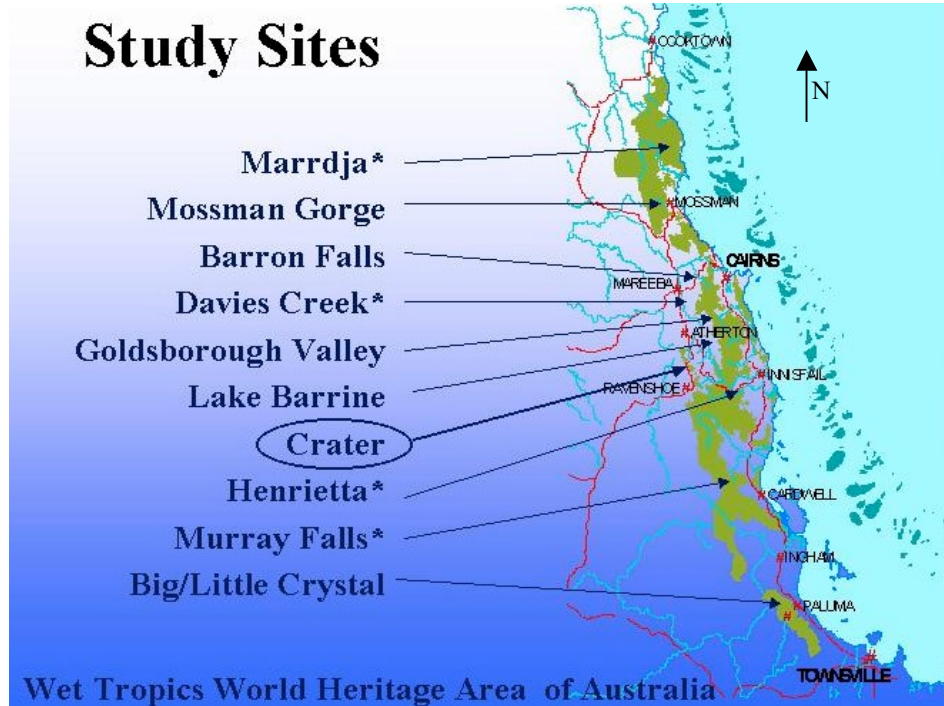 Study Sites
N
Marrdja*
Mossman Gorge
Barron Falls
Davies Creek*
Goldsborough Valley
Lake Barrine
Crater
Henrietta*
Murray Falls*
Big/Little Crystal
#COOKTOWN
#MOSSMAN
CAIRNS
#
MAREEBA #
#ATHERTON
#INNISFAIL
RAVENSHOE#
#CARDWELL
#INGHAM
#PALUMA
#
#
TOWNSVILLE
Wet Tropics World Heritage Area of Australia